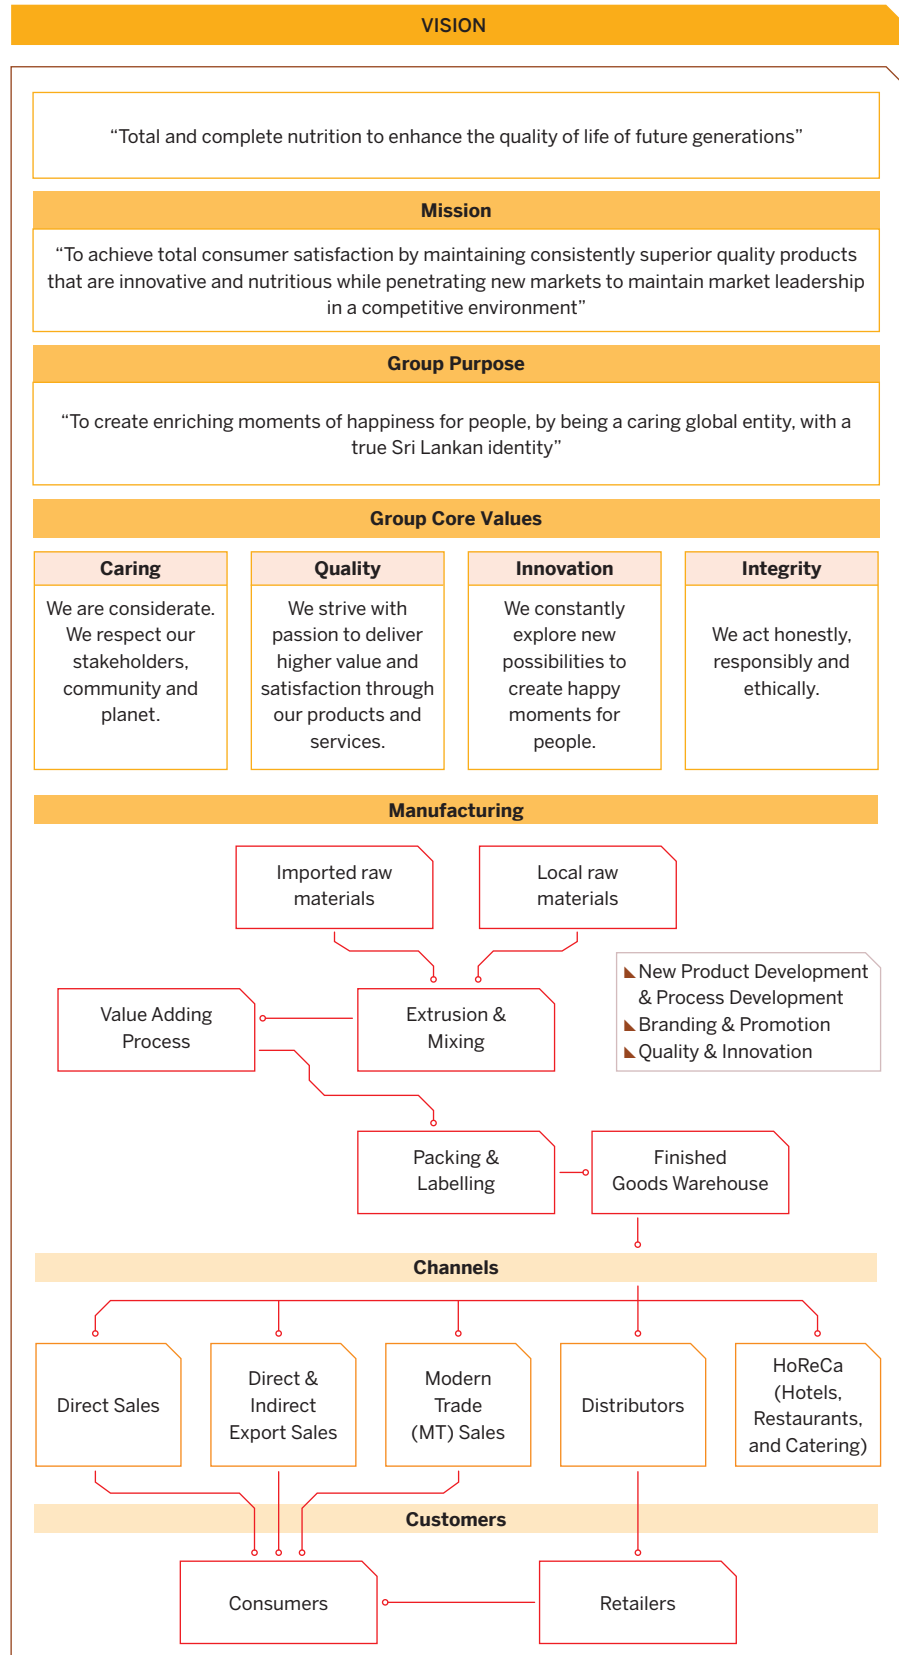 VISION
“Total and complete nutrition to enhance the quality of life of future generations”
Mission
“To achieve total consumer satisfaction by maintaining consistently superior quality products
that are innovative and nutritious while penetrating new markets to maintain market leadership
in a competitive environment”
Group Purpose
“To create enriching moments of happiness for people, by being a caring global entity, with a
true Sri Lankan identity”
Group Core Values
Caring
We are considerate.
We respect our
stakeholders,
community and
planet.
Quality
We strive with
passion to deliver
higher value and
satisfaction through
our products and
services.
Innovation
We constantly
explore new
possibilities to
create happy
moments for
people.
Integrity
We act honestly,
responsibly and
ethically.
Manufacturing
Imported raw
materials
Local raw
materials
New Product Development
& Process Development
Branding & Promotion
Quality & Innovation
Value Adding
Process
Extrusion &
Mixing
Packing &
Labelling
Finished
Goods Warehouse
Channels
Direct Sales
Direct &
Indirect
Export Sales
Modern
Trade
(MT) Sales
Distributors
HoReCa
(Hotels,
Restaurants,
and Catering)
Customers
Consumers
Retailers